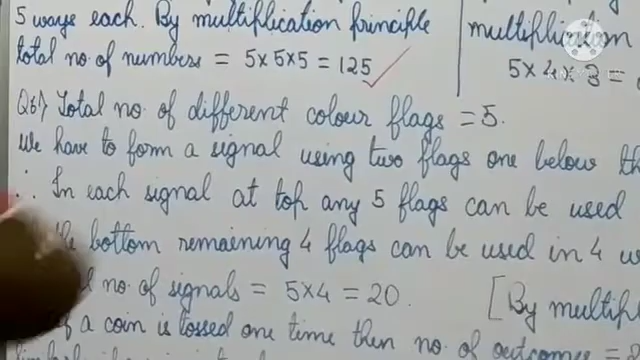 5 ways each. By multiplication principle
total no. of numbers = 5×5×5 = 125
multiplication
5×4×3 =
Q6) Total no. of different colour flags = 5.
We have to form a signal using two flags one below
∴ In each signal at top any 5 flags can be used
bottom remaining 4 flags can be used in 4
no. of signals = 5×4 = 20. [By
a coin is tossed one time then no. of outcomes =